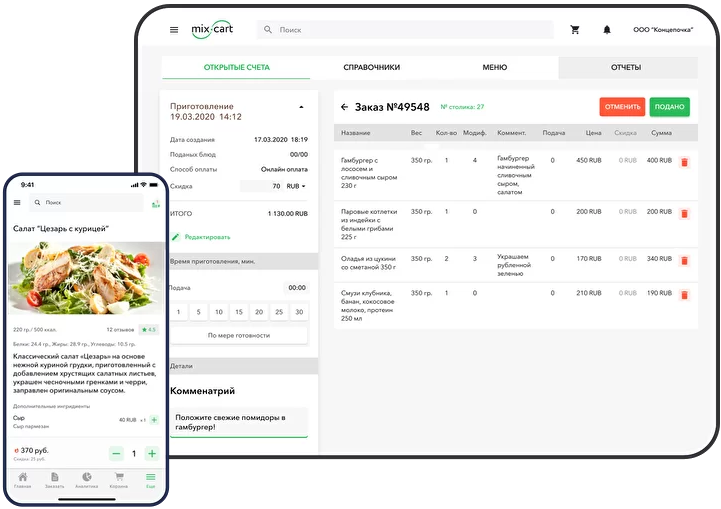 mix·cart
Поиск
ООО "Концепочка"
ОТКРЫТЫЕ СЧЕТА
СПРАВОЧНИКИ
МЕНЮ
ОТЧЕТЫ
Приготовление
19.03.2020 14:12
Дата создания 17.03.2020 18:19
Поданых блюд 00/00
Способ оплаты Онлайн оплата
Скидка 70 RUB
ИТОГО 1 130.00 RUB
Редактировать
Время приготовления, мин.
Подача 00:00
1 5 10 15 20 25 30
По мере готовности
Детали
Комментрарий
Положите свежие помидоры в
гамбургер!
Заказ №49548
№ столика: 27
ОТМЕНИТЬ
ПОДАНО
Название Вес Кол-во Модиф. Коммент. Подача Цена Скидка Сумма
Гамбургер с
лососем и
сливочным сыром
230 г
350 гр. 1 4
Гамбургер
начиненный
сливочным
сыром,
салатом
0 450 RUB 0 RUB 400 RUB
Паровые котлетки
из индейки с
белыми грибами
225 г
350 гр. 1 0
0 200 RUB 0 RUB 200 RUB
Оладья из цукини
со сметаной 350 г
350 гр. 2 3
Украшаем
рубленной
зеленью
0 170 RUB 0 RUB 340 RUB
Смузи клубника,
банан, кокосовое
молоко, протеин
250 мл
350 гр. 1 0
0 210 RUB 0 RUB 190 RUB
9:41
Поиск
Салат "Цезарь с курицей"
220 гр./ 500 ккал.
12 отзывов
4.5
Белки: 24.4 гр., Жиры: 28.9 гр., Углеводы: 10.5 гр.
Классический салат «Цезарь» на основе
нежной куриной грудки, приготовленный с
добавлением хрустящих салатных листьев,
украшен чесночными гренками и черри,
заправлен оригинальным соусом.
Дополнительные ингридиенты
Сыр
Сыр пармезан
40 RUB x 1 +
370 руб.
Скидка: 25 руб.
− 1 +
Главная Заказать Аналитика Корзина Еще